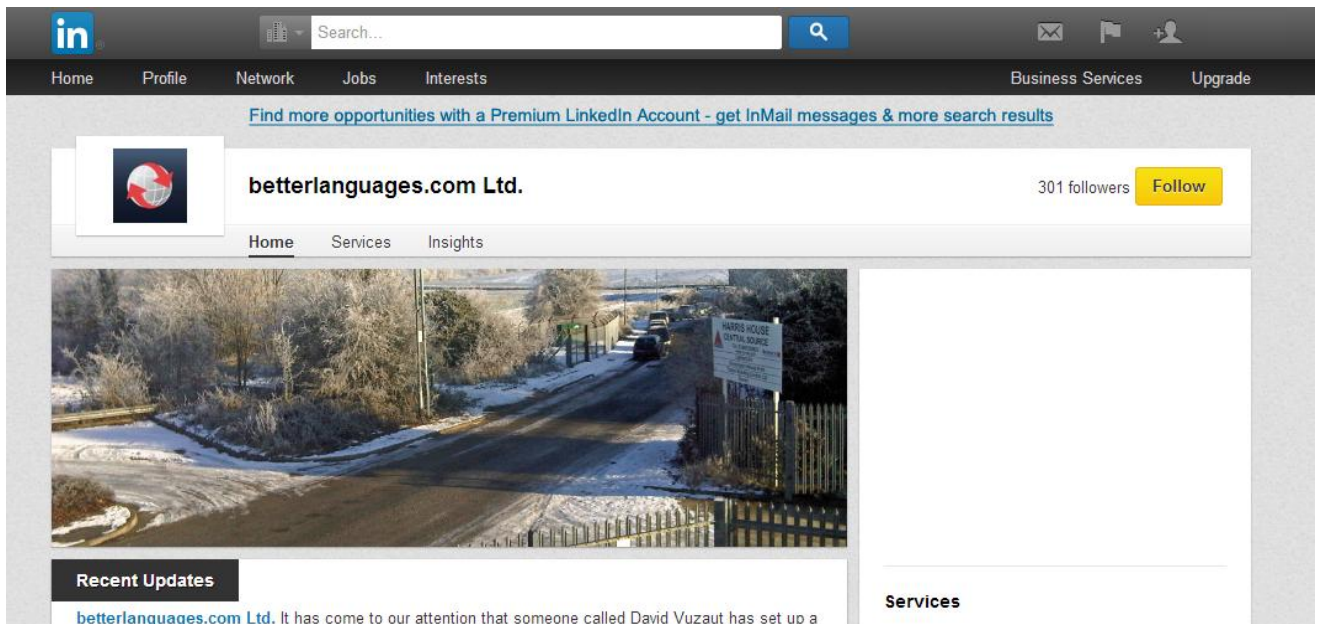 in
Search...
Home Profile Network Jobs Interests Business Services Upgrade
Find more opportunities with a Premium LinkedIn Account - get InMail messages & more search results
betterlanguages.com Ltd.
301 followers Follow
Home Services Insights
HARRIS HOUSE
CENTRAL SOURCE
Recent Updates
betterlanguages.com Ltd. It has come to our attention that someone called David Vuzaut has set up a
Services